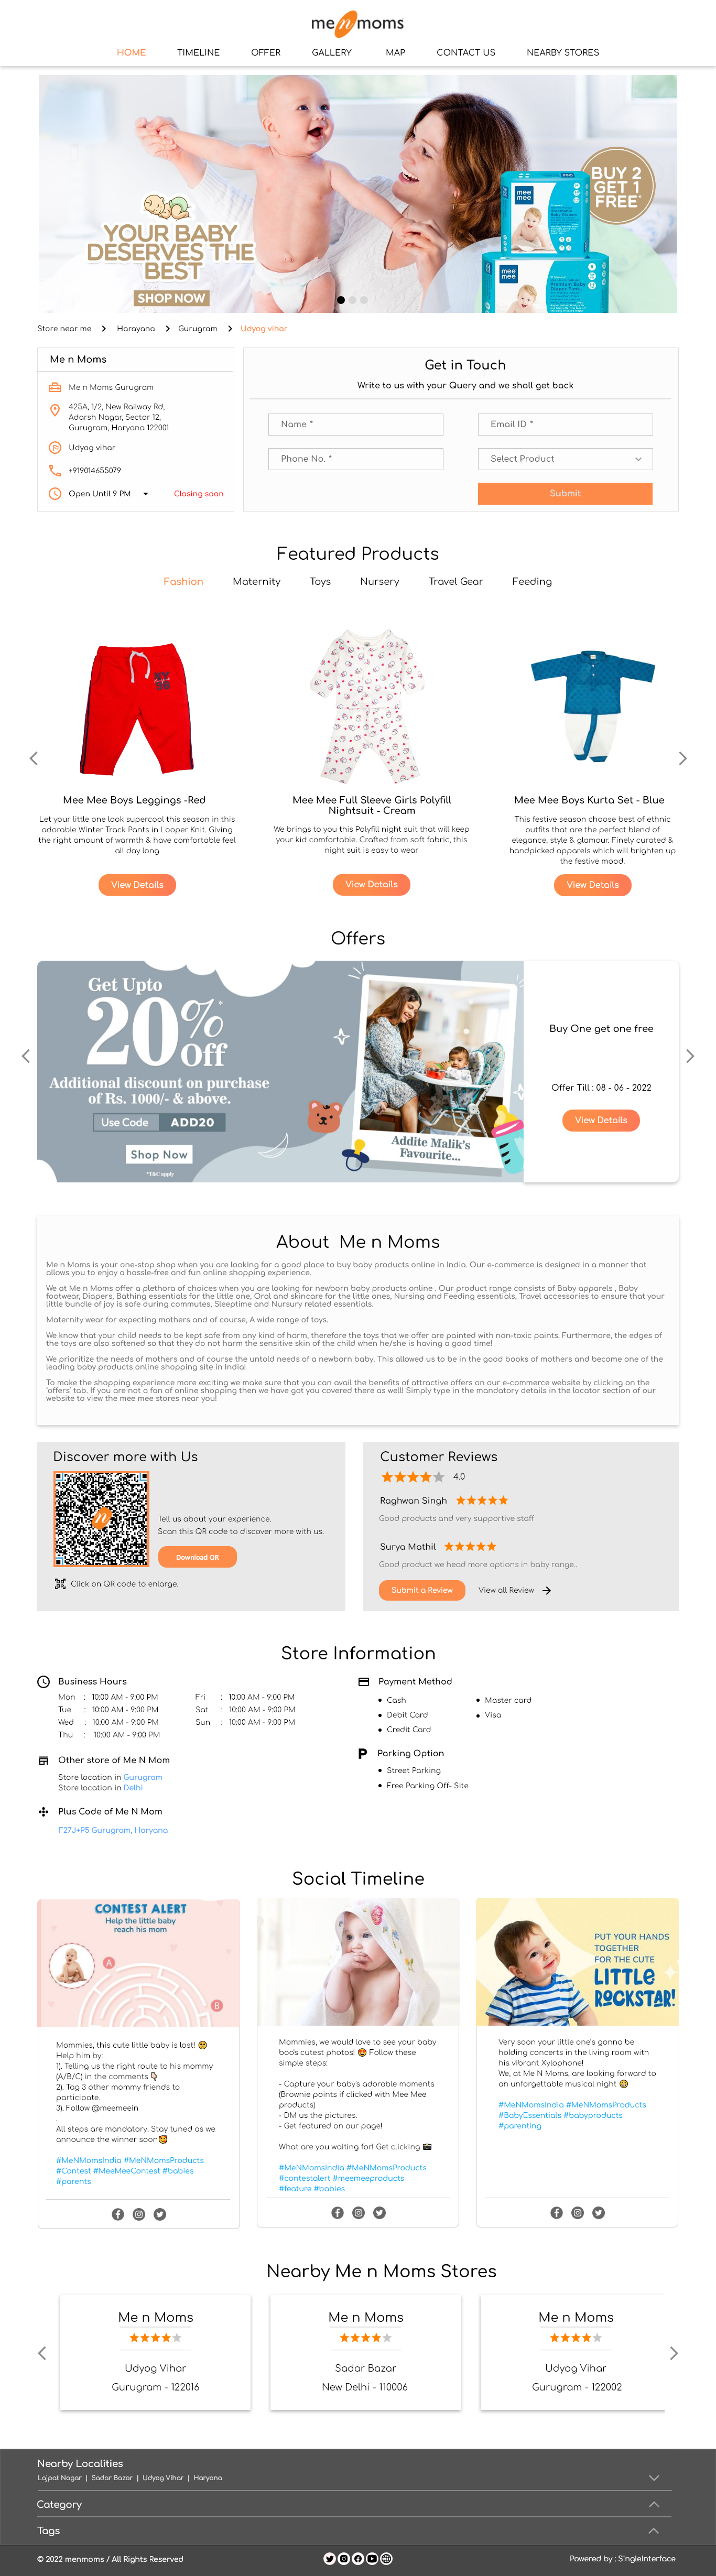 me n moms
HOME TIMELINE OFFER GALLERY MAP CONTACT US NEARBY STORES
YOUR BABY
DESERVES THE
BEST
SHOP NOW
BUY 2
GET 1
FREE*
mee mee
mee mee
Store near me > Harayana > Gurugram > Udyog vihar
Me n Moms
Me n Moms Gurugram
425A, 1/2, New Railway Rd,
Adarsh Nagar, Sector 12,
Gurugram, Haryana 122001
Udyog vihar
+919014655079
Open Until 9 PM Closing soon
Get in Touch
Write to us with your Query and we shall get back
Name * Email ID *
Phone No. * Select Product
Submit
Featured Products
Fashion Maternity Toys Nursery Travel Gear Feeding
Mee Mee Boys Leggings -Red
Let your little one look supercool this season in this
adorable Winter Track Pants in Looper Knit. Giving
the right amount of warmth & have comfortable feel
all day long
View Details
Mee Mee Full Sleeve Girls Polyfill
Nightsuit - Cream
We brings to you this Polyfill night suit that will keep
your kid comfortable. Crafted from soft fabric, this
night suit is easy to wear
View Details
Mee Mee Boys Kurta Set - Blue
This festive season choose best of ethnic
outfits that are the perfect blend of
elegance, style & glamour. Finely curated &
handpicked apparels which will brighten up
the festive mood.
View Details
Offers
Get Upto
20%*
off
Additional discount on purchase
of Rs. 1000/- & above.
Use Code ADD20
Shop Now
*T&C apply
Addite Malik's
Favourite...
Buy One get one free
Offer Till : 08 - 06 - 2022
View Details
About Me n Moms
Me n Moms is your one-stop shop when you are looking for a good place to buy baby products online in India. Our e-commerce is designed in a manner that
allows you to enjoy a hassle-free and fun online shopping experience.
We at Me n Moms offer a plethora of choices when you are looking for newborn baby products online . Our product range consists of Baby apparels , Baby
footwear, Diapers, Bathing essentials for the little one, Oral and skincare for the little ones, Nursing and Feeding essentials, Travel accessories to ensure that your
little bundle of joy is safe during commutes, Sleeptime and Nursury related essentials.
Maternity wear for expecting mothers and of course, A wide range of toys.
We know that your child needs to be kept safe from any kind of harm, therefore the toys that we offer are painted with non-toxic paints. Furthermore, the edges of
the toys are also softened so that they do not harm the sensitive skin of the child when he/she is having a good time!
We prioritize the needs of mothers and of course the untold needs of a newborn baby. This allowed us to be in the good books of mothers and become one of the
leading baby products online shopping site in India!
To make the shopping experience more exciting we make sure that you can avail the benefits of attractive offers on our e-commerce website by clicking on the
'offers' tab. If you are not a fan of online shopping then we have got you covered there as well! Simply type in the mandatory details in the locator section of our
website to view the mee mee stores near you!
Discover more with Us
Tell us about your experience.
Scan this QR code to discover more with us.
Download QR
Click on QR code to enlarge.
Customer Reviews
4.0
Raghwan Singh
Good products and very supportive staff
Surya Mathil
Good product we head more options in baby range..
Submit a Review View all Review
Store Information
Business Hours
Mon : 10:00 AM - 9:00 PM Fri : 10:00 AM - 9:00 PM
Tue : 10:00 AM - 9:00 PM Sat : 10:00 AM - 9:00 PM
Wed : 10:00 AM - 9:00 PM Sun : 10:00 AM - 9:00 PM
Thu : 10:00 AM - 9:00 PM
Other store of Me N Mom
Store location in Gurugram
Store location in Delhi
Plus Code of Me N Mom
F27J+P5 Gurugram, Haryana
Payment Method
Cash Master card
Debit Card Visa
Credit Card
Parking Option
Street Parking
Free Parking Off- Site
Social Timeline
CONTEST ALERT
Help the little baby
reach his mom
A
B
Mommies, this cute little baby is lost! 🥺
Help him by:
1). Telling us the right route to his mommy
(A/B/C) in the comments 👇
2). Tag 3 other mommy friends to
participate.
3). Follow @meemeein
.
All steps are mandatory. Stay tuned as we
announce the winner soon🥰
#MeNMomsIndia #MeNMomsProducts
#Contest #MeeMeeContest #babies
#parents
Mommies, we would love to see your baby
boo's cutest photos! 😍 Follow these
simple steps:
- Capture your baby's adorable moments
(Brownie points if clicked with Mee Mee
products)
- DM us the pictures.
- Get featured on our page!
What are you waiting for! Get clicking 📷
#MeNMomsIndia #MeNMomsProducts
#contestalert #meemeeproducts
#feature #babies
PUT YOUR HANDS
TOGETHER
FOR THE CUTE
LITTLE
ROCKSTAR!
Very soon your little one's gonna be
holding concerts in the living room with
his vibrant Xylophone!
We, at Me N Moms, are looking forward to
an unforgettable musical night 😄
#MeNMomsIndia #MeNMomsProducts
#BabyEssentials #babyproducts
#parenting
Nearby Me n Moms Stores
Me n Moms
Udyog Vihar
Gurugram - 122016
Me n Moms
Sadar Bazar
New Delhi - 110006
Me n Moms
Udyog Vihar
Gurugram - 122002
Nearby Localities
Lajpat Nagar | Sadar Bazar | Udyog Vihar | Haryana
Category
Tags
© 2022 menmoms / All Rights Reserved
Powered by : SingleInterface